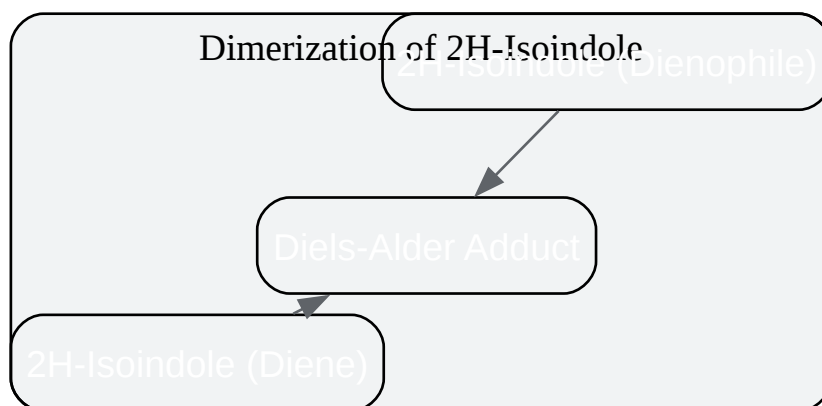 Dimerization of 2H-Isoindole
2H-Isoindole (Dienophile)
Diels-Alder Adduct
2H-Isoindole (Diene)